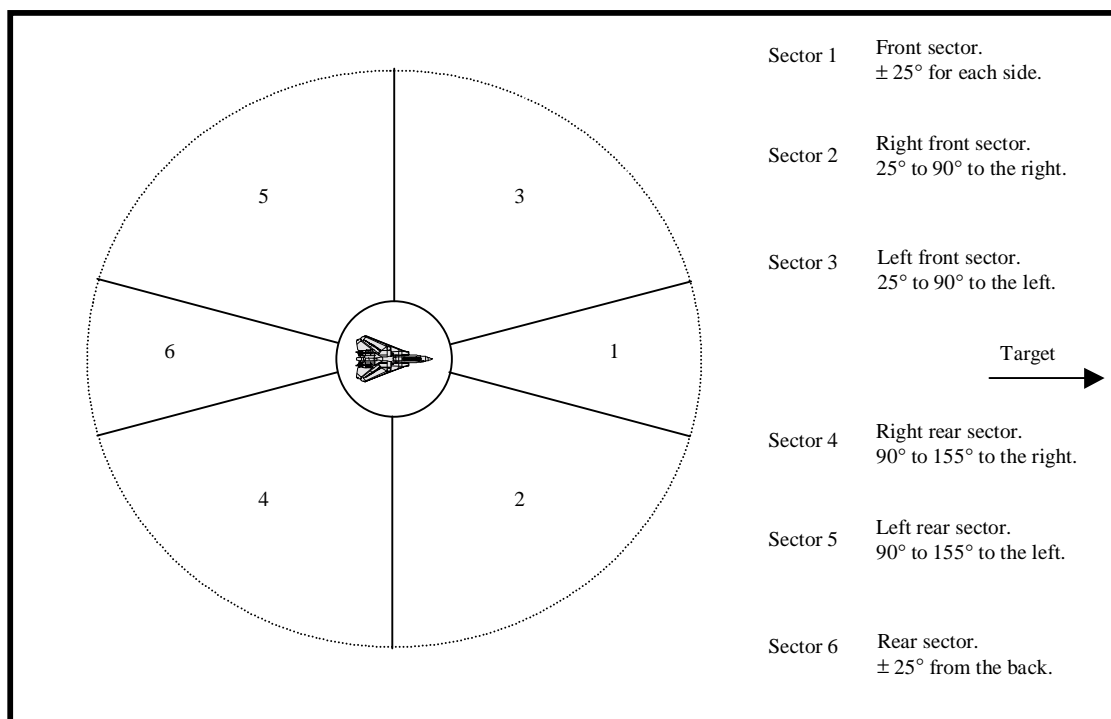 Sector 1
Front sector.
± 25° for each side.
Sector 2
Right front sector.
25° to 90° to the right.
Sector 3
Left front sector.
25° to 90° to the left.
Target
Sector 4
Right rear sector.
90° to 155° to the right.
Sector 5
Left rear sector.
90° to 155° to the left.
Sector 6
Rear sector.
± 25° from the back.
5
3
6
1
4
2